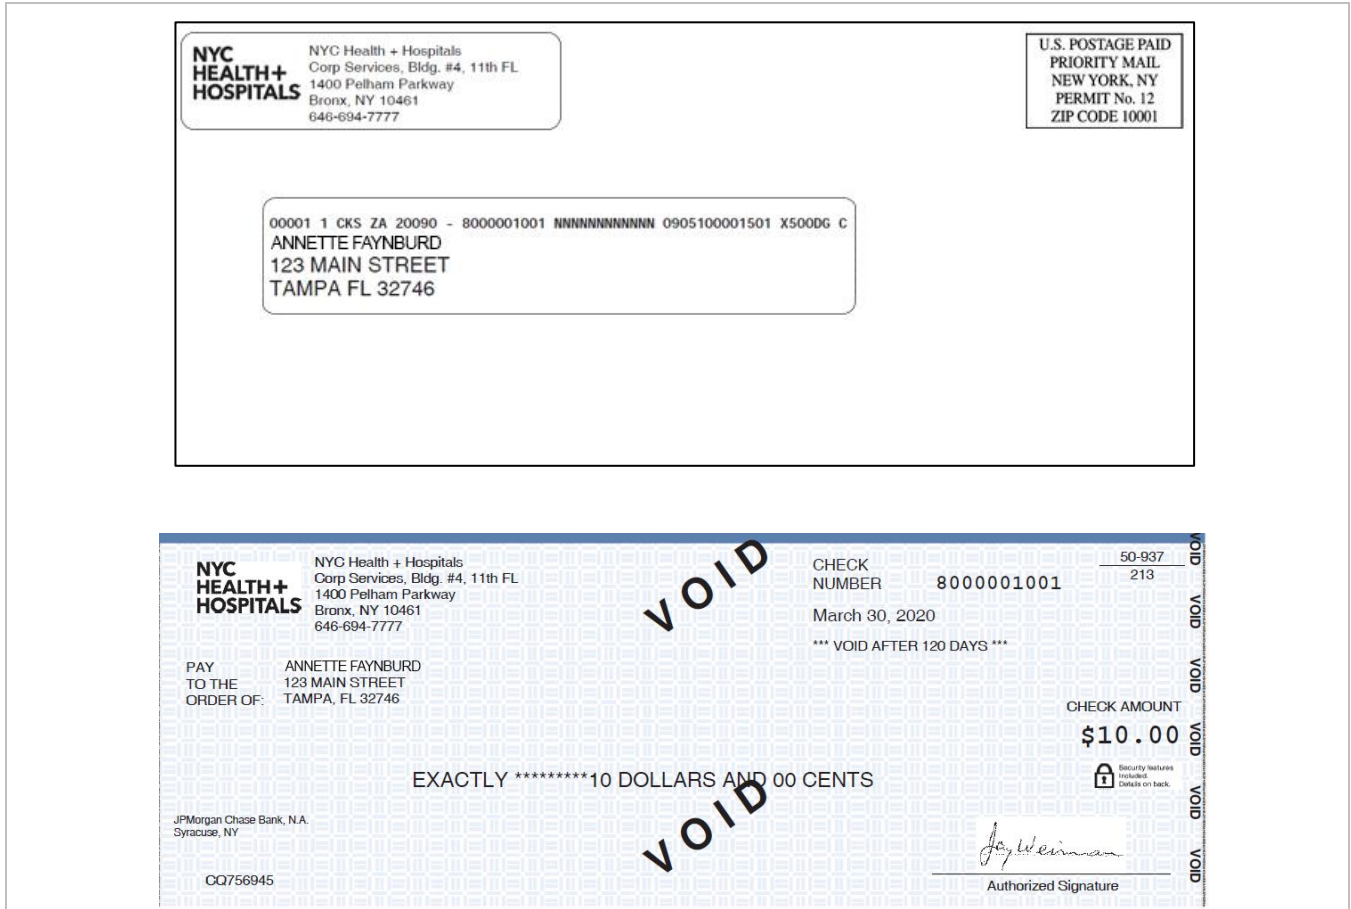 NYC
HEALTH+
HOSPITALS
NYC Health + Hospitals
Corp Services, Bldg. #4, 11th FL
1400 Pelham Parkway
Bronx, NY 10461
646-694-7777
U.S. POSTAGE PAID
PRIORITY MAIL
NEW YORK, NY
PERMIT No. 12
ZIP CODE 10001
00001 1 CKS ZA 20090 - 8000001001 NNNNNNNNNNNN 0905100001501 X500DG C
ANNETTE FAYNBURD
123 MAIN STREET
TAMPA FL 32746
NYC
HEALTH+
HOSPITALS
NYC Health + Hospitals
Corp Services, Bldg. #4, 11th FL
1400 Pelham Parkway
Bronx, NY 10461
646-694-7777
VOID
CHECK
NUMBER 8000001001
50-937
213
March 30, 2020
*** VOID AFTER 120 DAYS ***
PAY
TO THE
ORDER OF:
ANNETTE FAYNBURD
123 MAIN STREET
TAMPA, FL 32746
CHECK AMOUNT
$10.00
EXACTLY *********10 DOLLARS AND 00 CENTS
Security features
Included.
Details on back.
VOID
JPMorgan Chase Bank, N.A.
Syracuse, NY
CQ756945
Jay Weinman
Authorized Signature
VOID
VOID
VOID
VOID
VOID
VOID